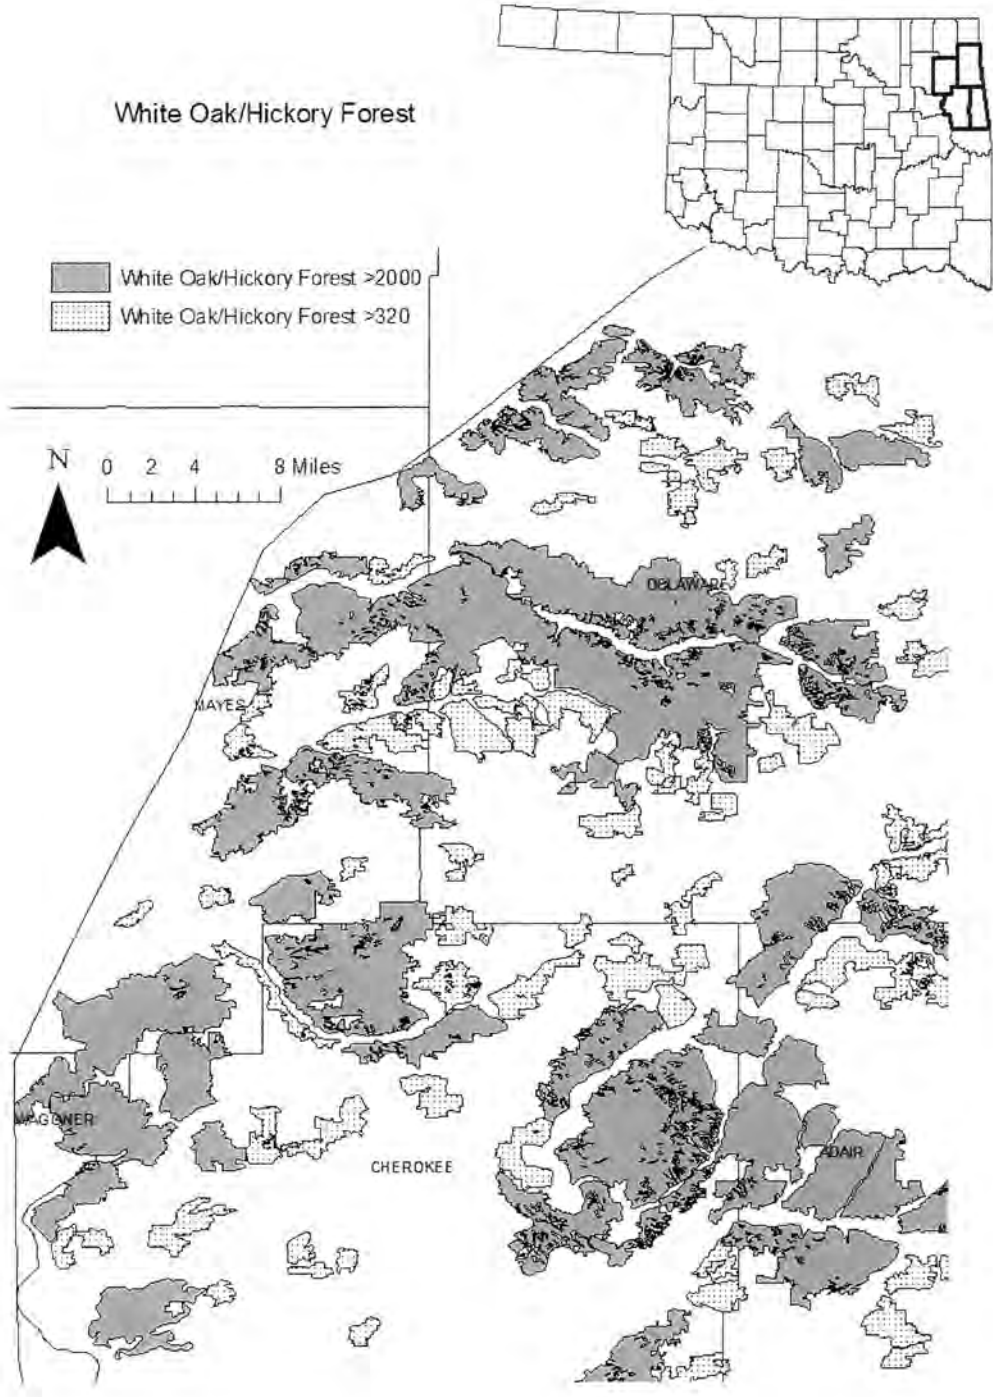 White Oak/Hickory Forest
White Oak/Hickory Forest >2000
White Oak/Hickory Forest >320
N
0 2 4 8 Miles
DELAWARE
MAYES
WAGONER
CHEROKEE
ADAIR